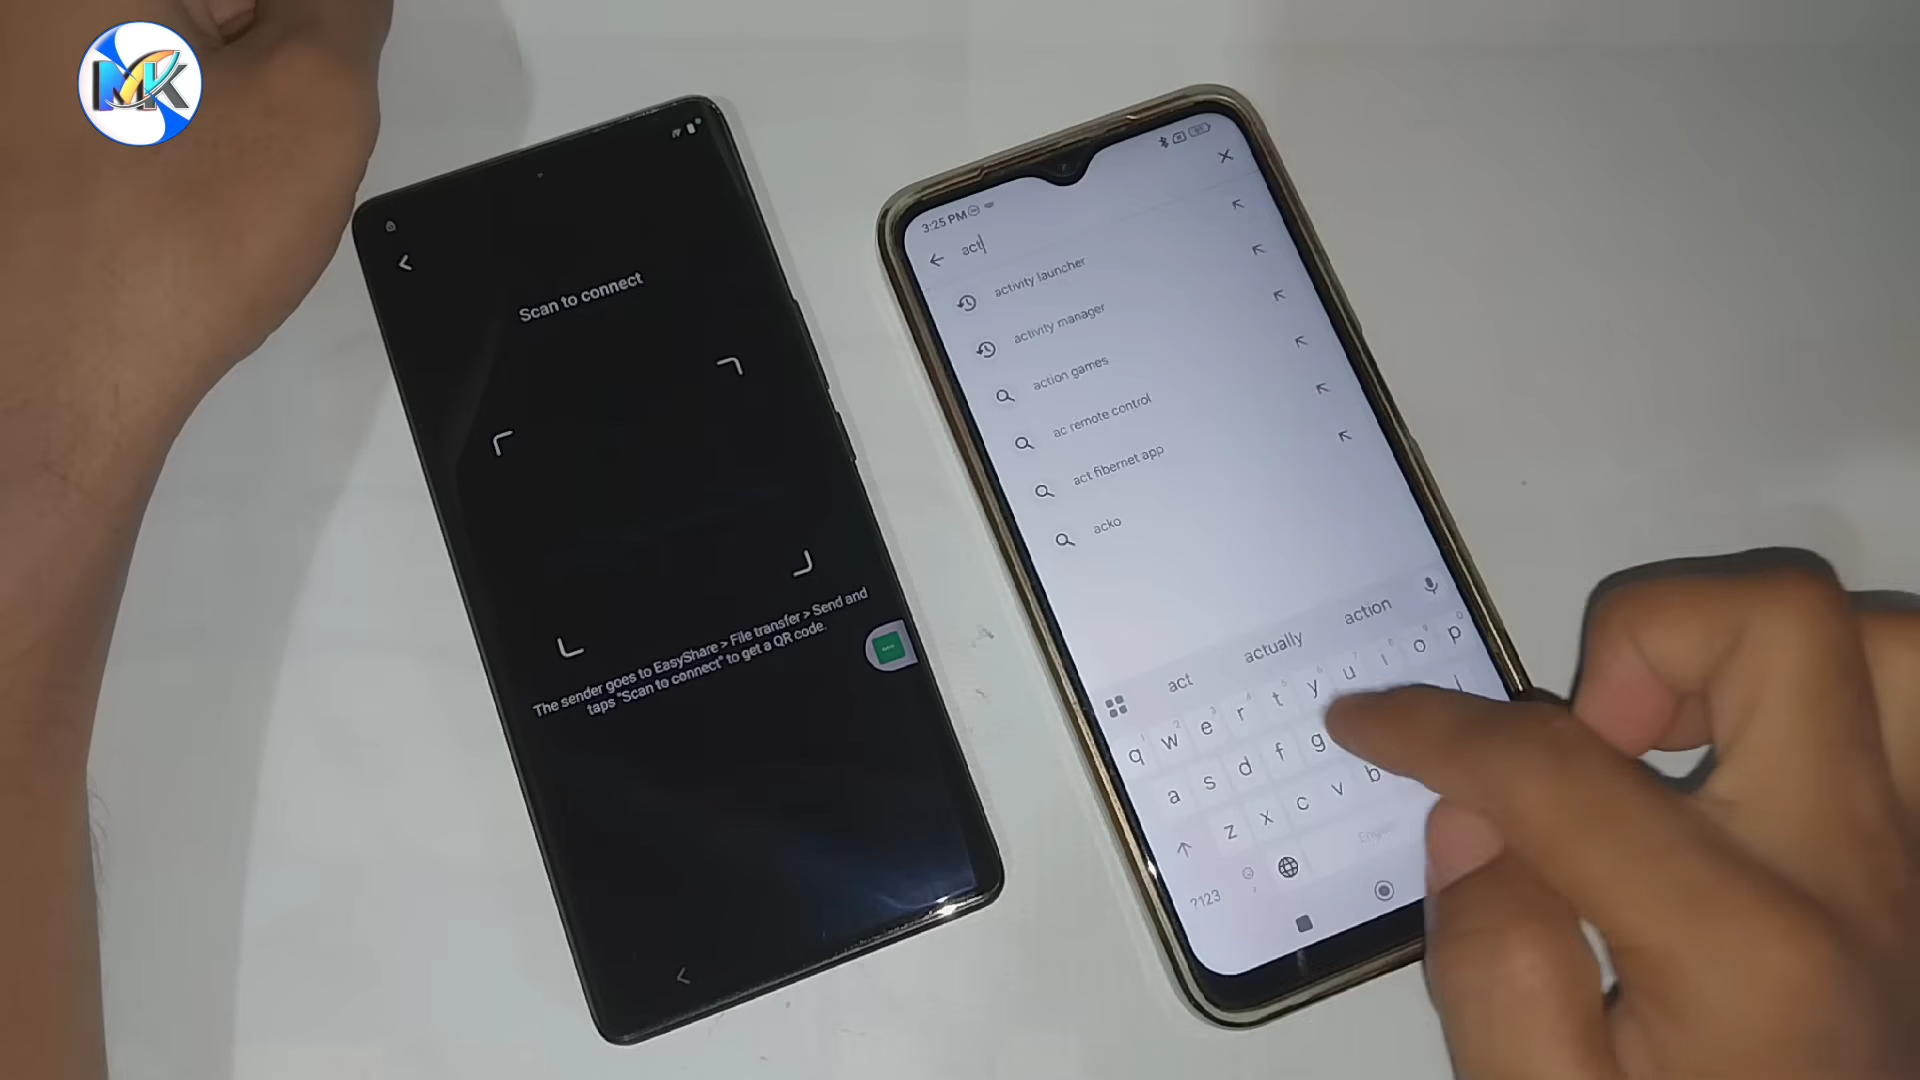 MK
Scan to connect
The sender goes to EasyShare > File transfer > Send and
taps "Scan to connect" to get a QR code.
3:25 PM
act
activity launcher
activity manager
action games
ac remote control
act fibernet app
acko
act actually action
q w e r t y u i o p
a s d f g
z x c v b
?123